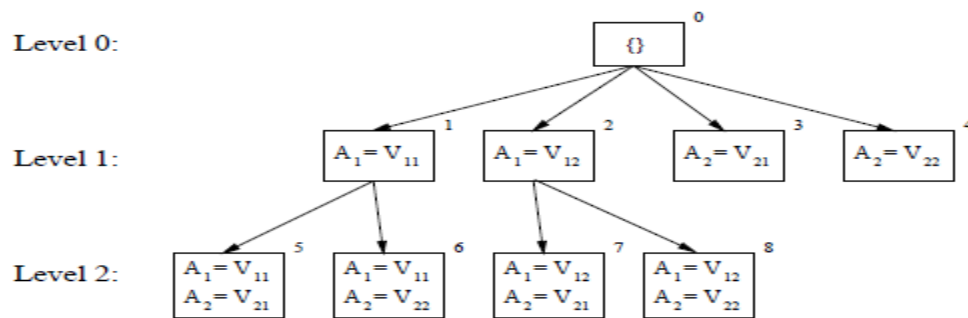 0
Level 0: {}
1 2 3 4
Level 1: A₁= V₁₁ A₁= V₁₂ A₂= V₂₁ A₂= V₂₂
5 6 7 8
Level 2: A₁= V₁₁ A₁= V₁₁ A₁= V₁₂ A₁= V₁₂
A₂= V₂₁ A₂= V₂₂ A₂= V₂₁ A₂= V₂₂